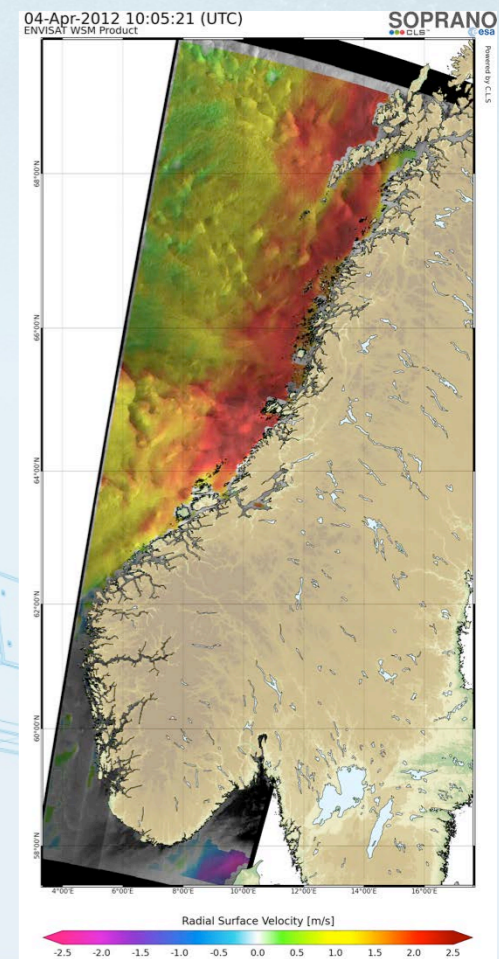 04-Apr-2012 10:05:21 (UTC)
ENVISAT WSM Product
SOPRANO
CLS
esa
Powered by C.L.S
68°00'N
66°00'N
64°00'N
62°00'N
60°00'N
58°00'N
4°00'E 6°00'E 8°00'E 10°00'E 12°00'E 14°00'E 16°00'E
Radial Surface Velocity [m/s]
-2.5 -2.0 -1.5 -1.0 -0.5 0.0 0.5 1.0 1.5 2.0 2.5